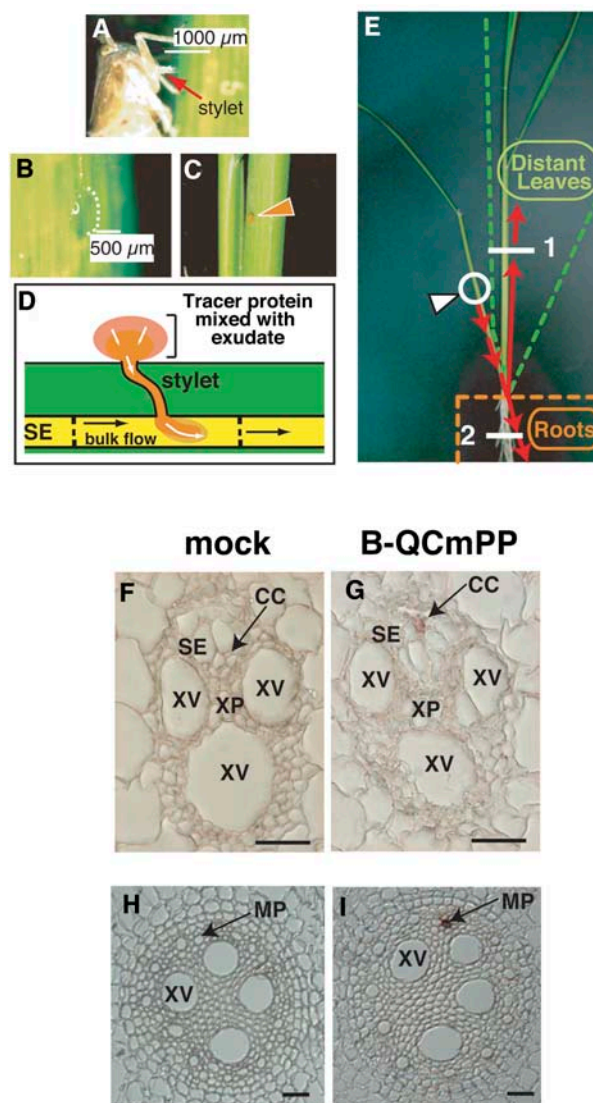 A
1000 µm
stylet
B
500 µm
C
D
Tracer protein
mixed with
exudate
stylet
SE
bulk flow
E
Distant
Leaves
1
2
Roots
mock
B-QCmPP
F
CC
SE
XV
XV
XP
XV
G
CC
SE
XV
XV
XP
XV
H
MP
XV
I
MP
XV